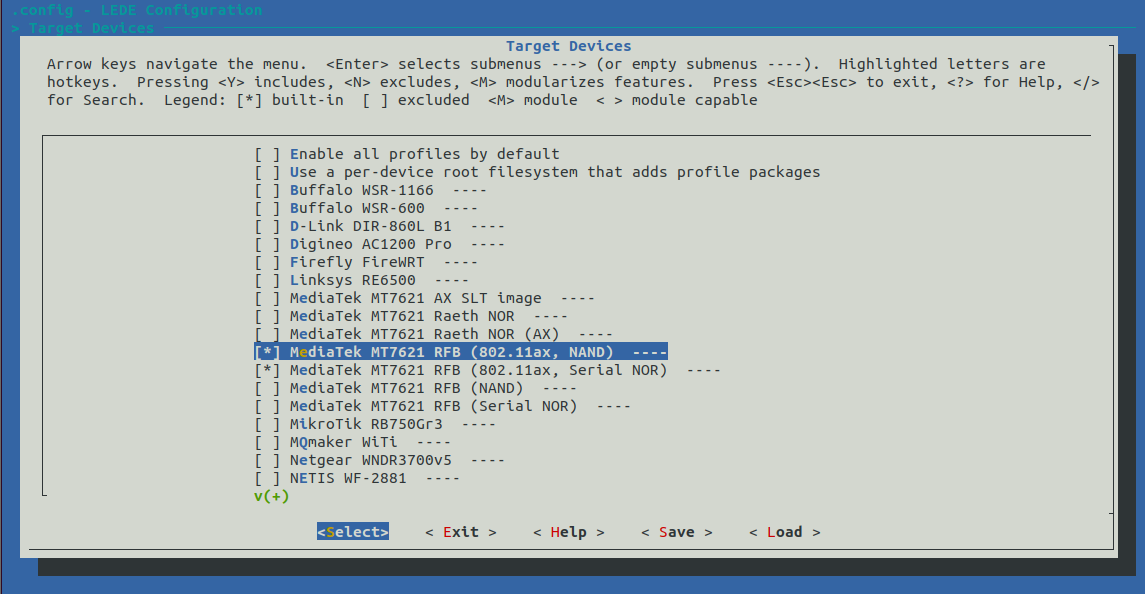 .config - LEDE Configuration
> Target Devices
Target Devices
Arrow keys navigate the menu.  <Enter> selects submenus ---> (or empty submenus ----).  Highlighted letters are
hotkeys.  Pressing <Y> includes, <N> excludes, <M> modularizes features.  Press <Esc><Esc> to exit, <?> for Help, </>
for Search.  Legend: [*] built-in  [ ] excluded  <M> module  < > module capable
[ ] Enable all profiles by default
[ ] Use a per-device root filesystem that adds profile packages
[ ] Buffalo WSR-1166  ----
[ ] Buffalo WSR-600  ----
[ ] D-Link DIR-860L B1  ----
[ ] Digineo AC1200 Pro  ----
[ ] Firefly FireWRT  ----
[ ] Linksys RE6500  ----
[ ] MediaTek MT7621 AX SLT image  ----
[ ] MediaTek MT7621 Raeth NOR  ----
[ ] MediaTek MT7621 Raeth NOR (AX)  ----
[*] MediaTek MT7621 RFB (802.11ax, NAND)  ----
[*] MediaTek MT7621 RFB (802.11ax, Serial NOR)  ----
[ ] MediaTek MT7621 RFB (NAND)  ----
[ ] MediaTek MT7621 RFB (Serial NOR)  ----
[ ] MikroTik RB750Gr3  ----
[ ] MQmaker WiTi  ----
[ ] Netgear WNDR3700v5  ----
[ ] NETIS WF-2881  ----
v(+)
<Select>    < Exit >    < Help >    < Save >    < Load >